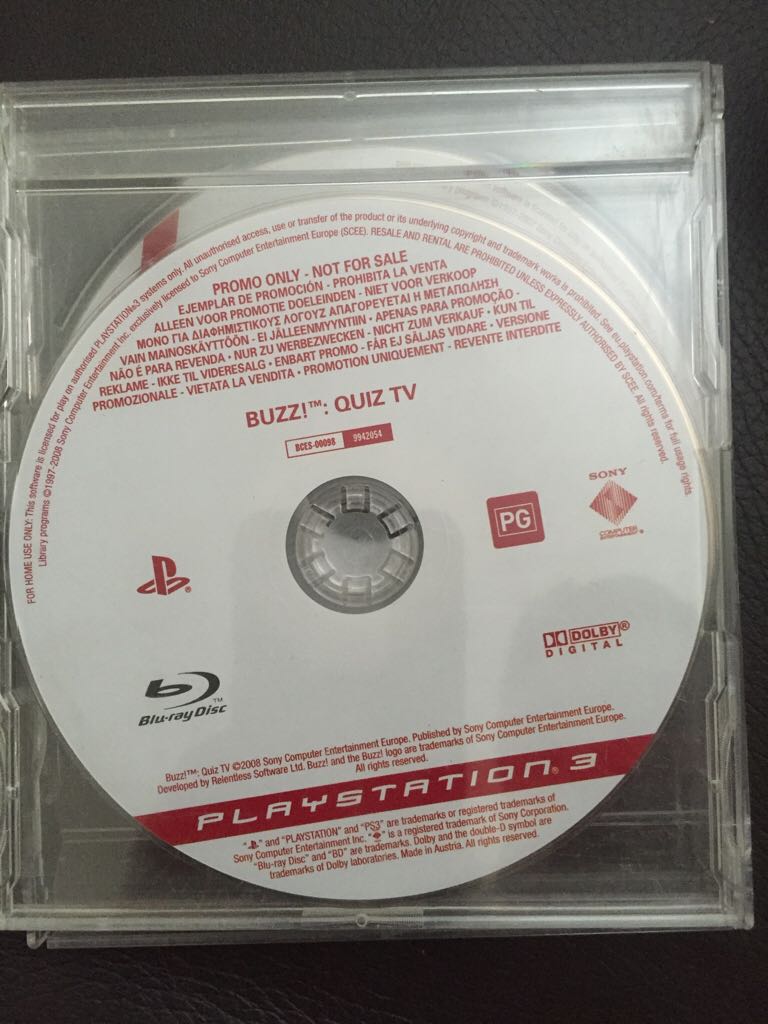 FOR HOME USE ONLY: This software is licensed for play on authorised PLAYSTATION®3 systems only. All unauthorised access, use or transfer of the product or its underlying copyright and trademark works is prohibited. See eu.playstation.com/terms for full usage rights.
Library programs ©1997-2008 Sony Computer Entertainment Inc. exclusively licensed to Sony Computer Entertainment Europe (SCEE). RESALE AND RENTAL ARE PROHIBITED UNLESS EXPRESSLY AUTHORISED BY SCEE. All rights reserved.
PROMO ONLY - NOT FOR SALE
EJEMPLAR DE PROMOCIÓN - PROHIBITA LA VENTA
ALLEEN VOOR PROMOTIE DOELEINDEN - NIET VOOR VERKOOP
ΜΟΝΟ ΓΙΑ ΔΙΑΦΗΜΙΣΤΙΚΟΥΣ ΛΟΓΟΥΣ ΑΠΑΓΟΡΕΥΕΤΑΙ Η ΜΕΤΑΠΩΛΗΣΗ
VAIN MAINOSKÄYTTÖÖN - EI JÄLLEENMYYNTIIN • APENAS PARA PROMOÇÃO -
NÃO É PARA REVENDA • NUR ZU WERBEZWECKEN - NICHT ZUM VERKAUF • KUN TIL
REKLAME - IKKE TIL VIDERESALG • ENBART PROMO - FÅR EJ SÄLJAS VIDARE • VERSIONE
PROMOZIONALE - VIETATA LA VENDITA • PROMOTION UNIQUEMENT - REVENTE INTERDITE
BUZZ!™: QUIZ TV
BCES-00098 9942054
SONY
COMPUTER
ENTERTAINMENT®
PG
DOLBY®
DIGITAL
Blu-ray Disc™
Buzz!™: Quiz TV ©2008 Sony Computer Entertainment Europe. Published by Sony Computer Entertainment Europe.
Developed by Relentless Software Ltd. Buzz! and the Buzz! logo are trademarks of Sony Computer Entertainment Europe.
All rights reserved.
PLAYSTATION®3
" " and "PLAYSTATION" and "PS3" are trademarks or registered trademarks of
Sony Computer Entertainment Inc. " " is a registered trademark of Sony Corporation.
"Blu-ray Disc" and "BD" are trademarks. Dolby and the double-D symbol are
trademarks of Dolby laboratories. Made in Austria. All rights reserved.